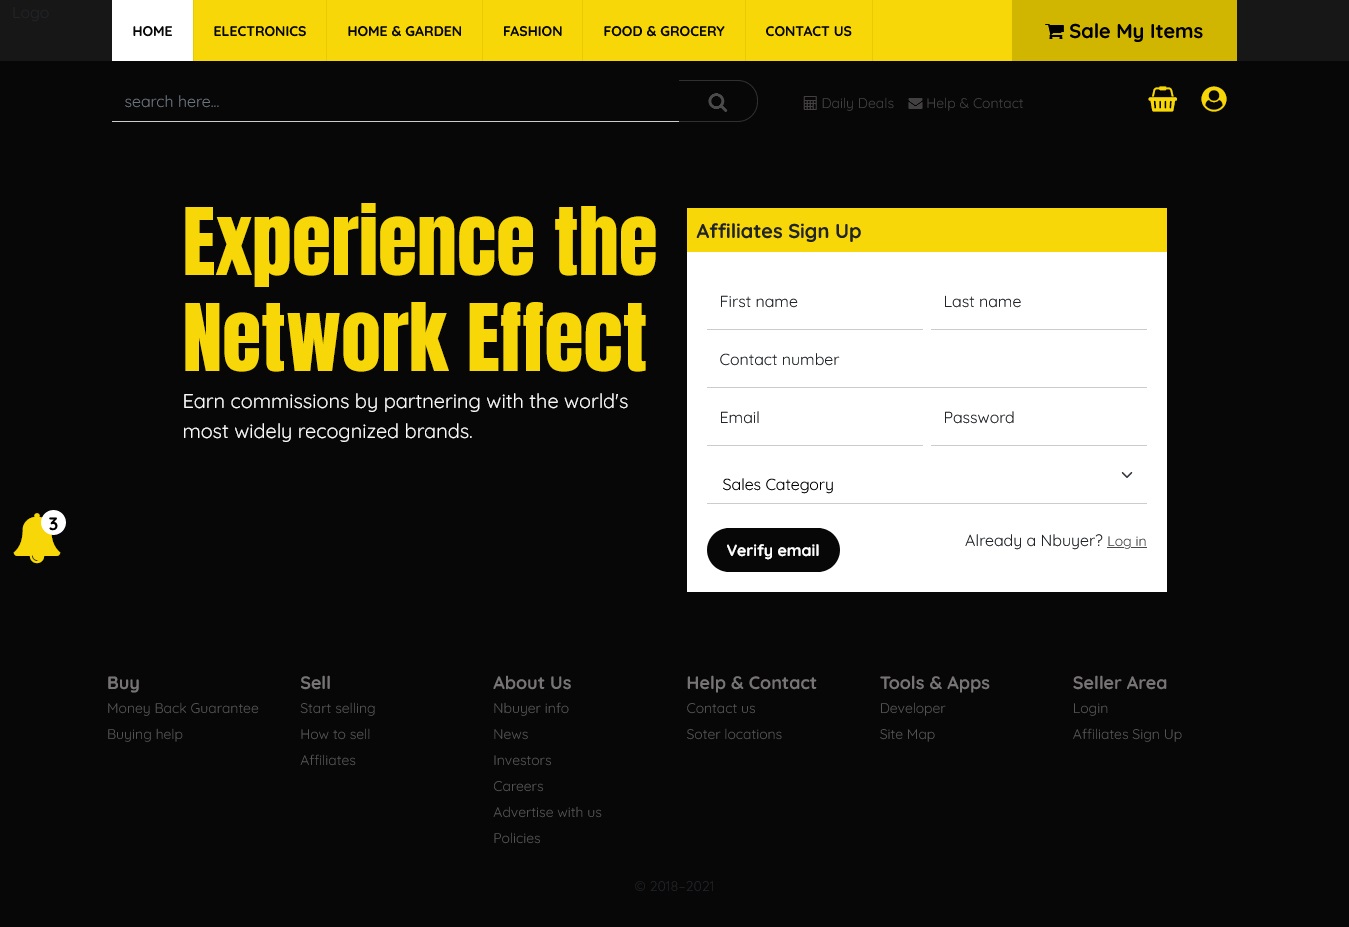 Logo
HOME
ELECTRONICS
HOME & GARDEN
FASHION
FOOD & GROCERY
CONTACT US
Sale My Items
search here...
Daily Deals
Help & Contact
Experience the
Network Effect
Earn commissions by partnering with the world's
most widely recognized brands.
Affiliates Sign Up
First name
Last name
Contact number
Email
Password
Sales Category
Verify email
Already a Nbuyer? Log in
3
Buy
Money Back Guarantee
Buying help
Sell
Start selling
How to sell
Affiliates
About Us
Nbuyer info
News
Investors
Careers
Advertise with us
Policies
Help & Contact
Contact us
Soter locations
Tools & Apps
Developer
Site Map
Seller Area
Login
Affiliates Sign Up
© 2018-2021